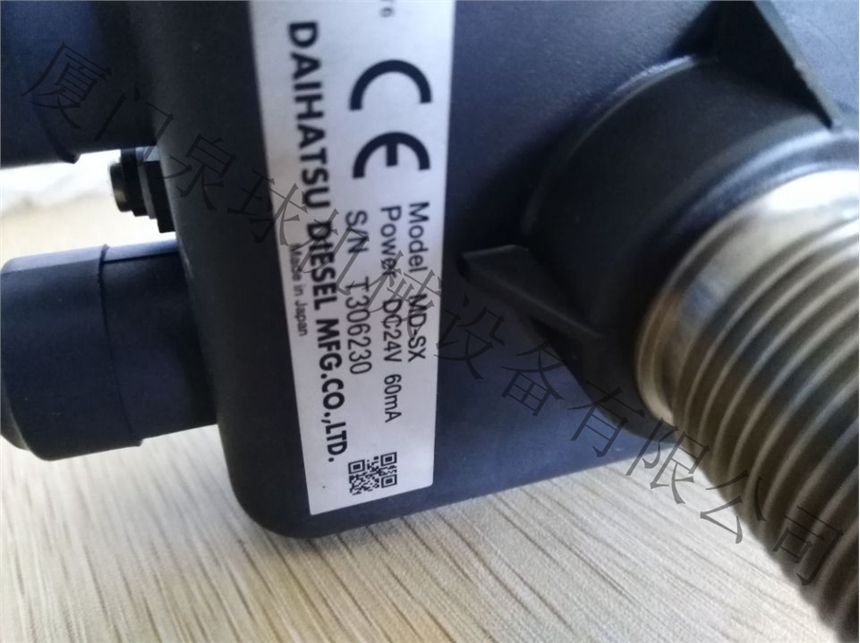 CE
Model MD-SX
Power DC24V 60mA
S/N T,306230
DAIHATSU DIESEL MFG.CO.,LTD.
Made in Japan
厦门泉球机械设备有限公司